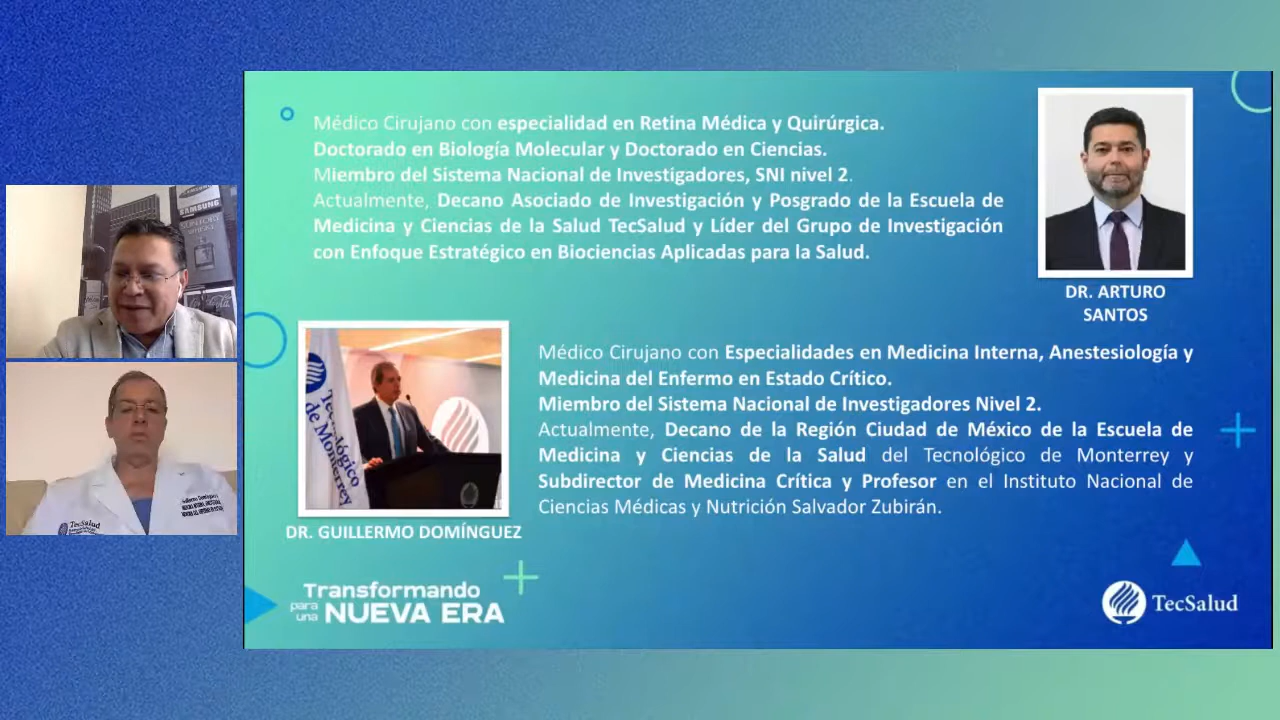 Médico Cirujano con especialidad en Retina Médica y Quirúrgica.
Doctorado en Biología Molecular y Doctorado en Ciencias.
Miembro del Sistema Nacional de Investigadores, SNI nivel 2.
Actualmente, Decano Asociado de Investigación y Posgrado de la Escuela de
Medicina y Ciencias de la Salud TecSalud y Líder del Grupo de Investigación
con Enfoque Estratégico en Biociencias Aplicadas para la Salud.
DR. ARTURO
SANTOS
SAMSUNG
Médico Cirujano con Especialidades en Medicina Interna, Anestesiología y
Medicina del Enfermo en Estado Crítico.
Miembro del Sistema Nacional de Investigadores Nivel 2.
Actualmente, Decano de la Región Ciudad de México de la Escuela de
Medicina y Ciencias de la Salud del Tecnológico de Monterrey y
Subdirector de Medicina Crítica y Profesor en el Instituto Nacional de
Ciencias Médicas y Nutrición Salvador Zubirán.
Tecnológico
de Monterrey
DR. GUILLERMO DOMÍNGUEZ
TecSalud
Transformando
para una NUEVA ERA
TecSalud